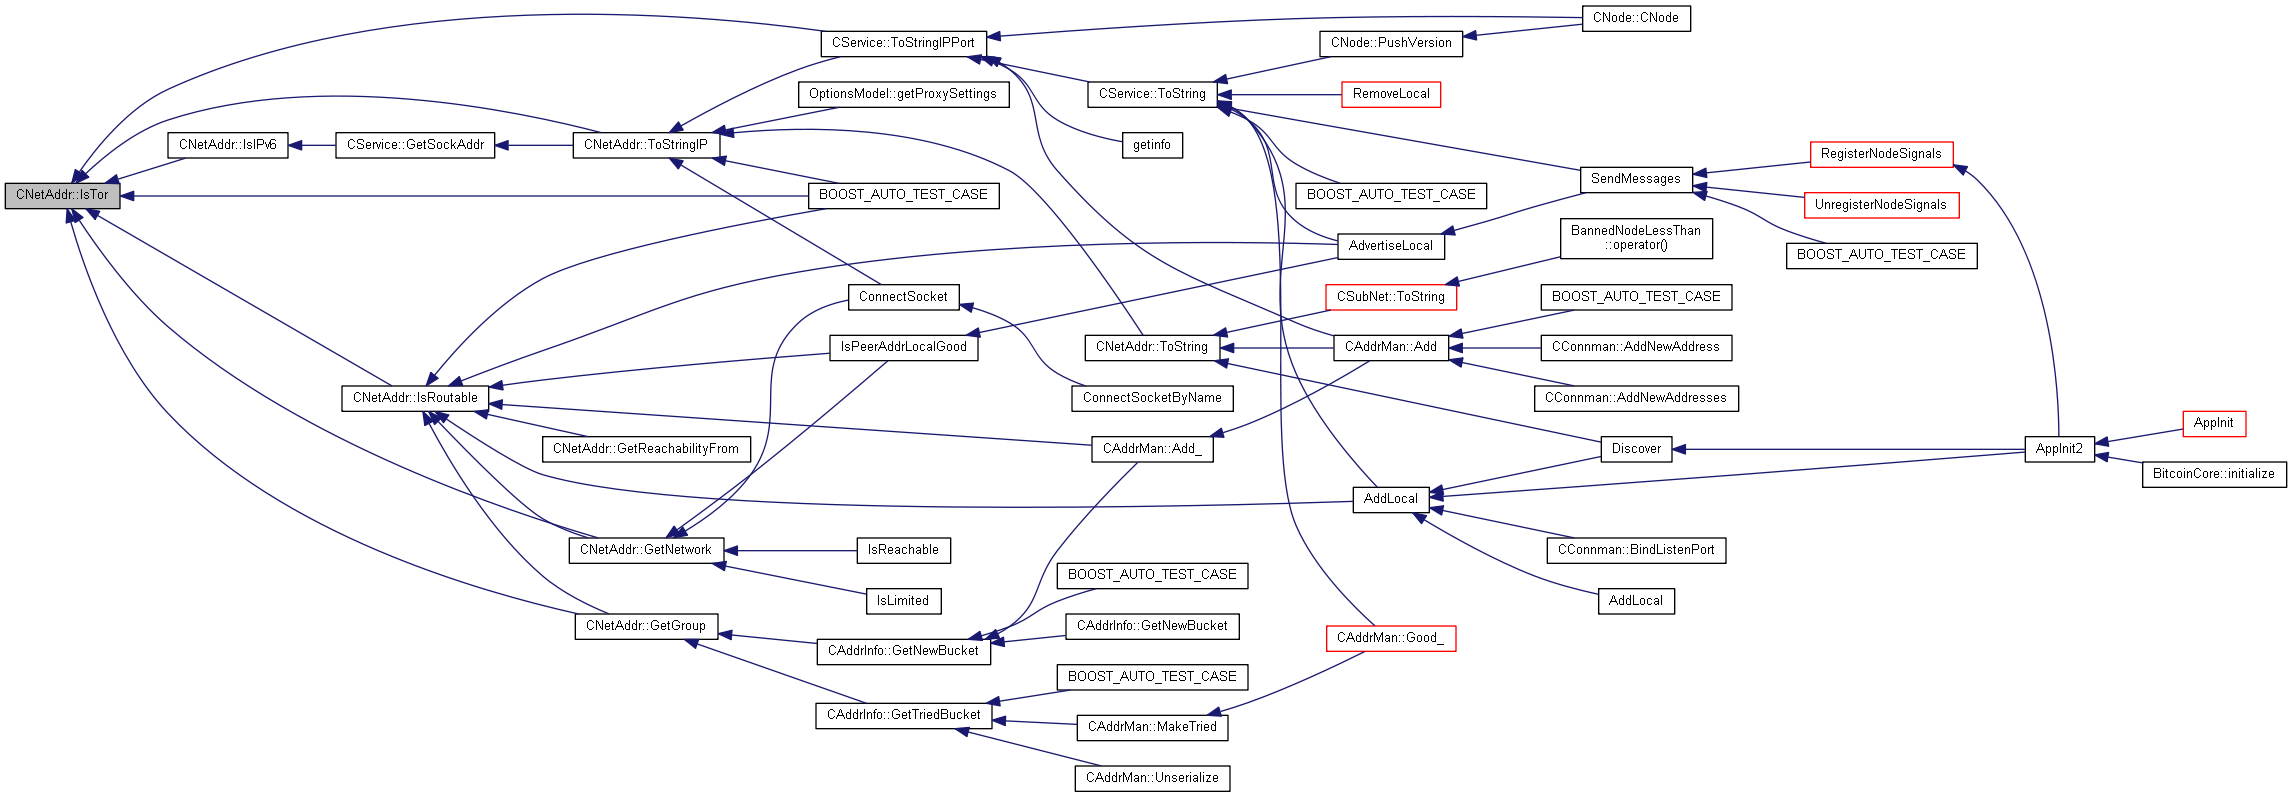 CNode::CNode
CService::ToStringIPPort
CNode::PushVersion
OptionsModel::getProxySettings
CService::ToString
RemoveLocal
CNetAddr::IsIPv6
CService::GetSockAddr
CNetAddr::ToStringIP
getinfo
RegisterNodeSignals
CNetAddr::IsTor
BOOST_AUTO_TEST_CASE
BOOST_AUTO_TEST_CASE
SendMessages
UnregisterNodeSignals
AdvertiseLocal
BannedNodeLessThan
::operator()
BOOST_AUTO_TEST_CASE
ConnectSocket
CSubNet::ToString
BOOST_AUTO_TEST_CASE
IsPeerAddrLocalGood
CNetAddr::ToString
CAddrMan::Add
CConnman::AddNewAddress
CNetAddr::IsRoutable
ConnectSocketByName
CConnman::AddNewAddresses
AppInit
CNetAddr::GetReachabilityFrom
CAddrMan::Add_
Discover
AppInit2
BitcoinCore::initialize
AddLocal
CNetAddr::GetNetwork
IsReachable
CConnman::BindListenPort
BOOST_AUTO_TEST_CASE
IsLimited
AddLocal
CNetAddr::GetGroup
CAddrInfo::GetNewBucket
CAddrMan::Good_
CAddrInfo::GetNewBucket
BOOST_AUTO_TEST_CASE
CAddrInfo::GetTriedBucket
CAddrMan::MakeTried
CAddrMan::Unserialize